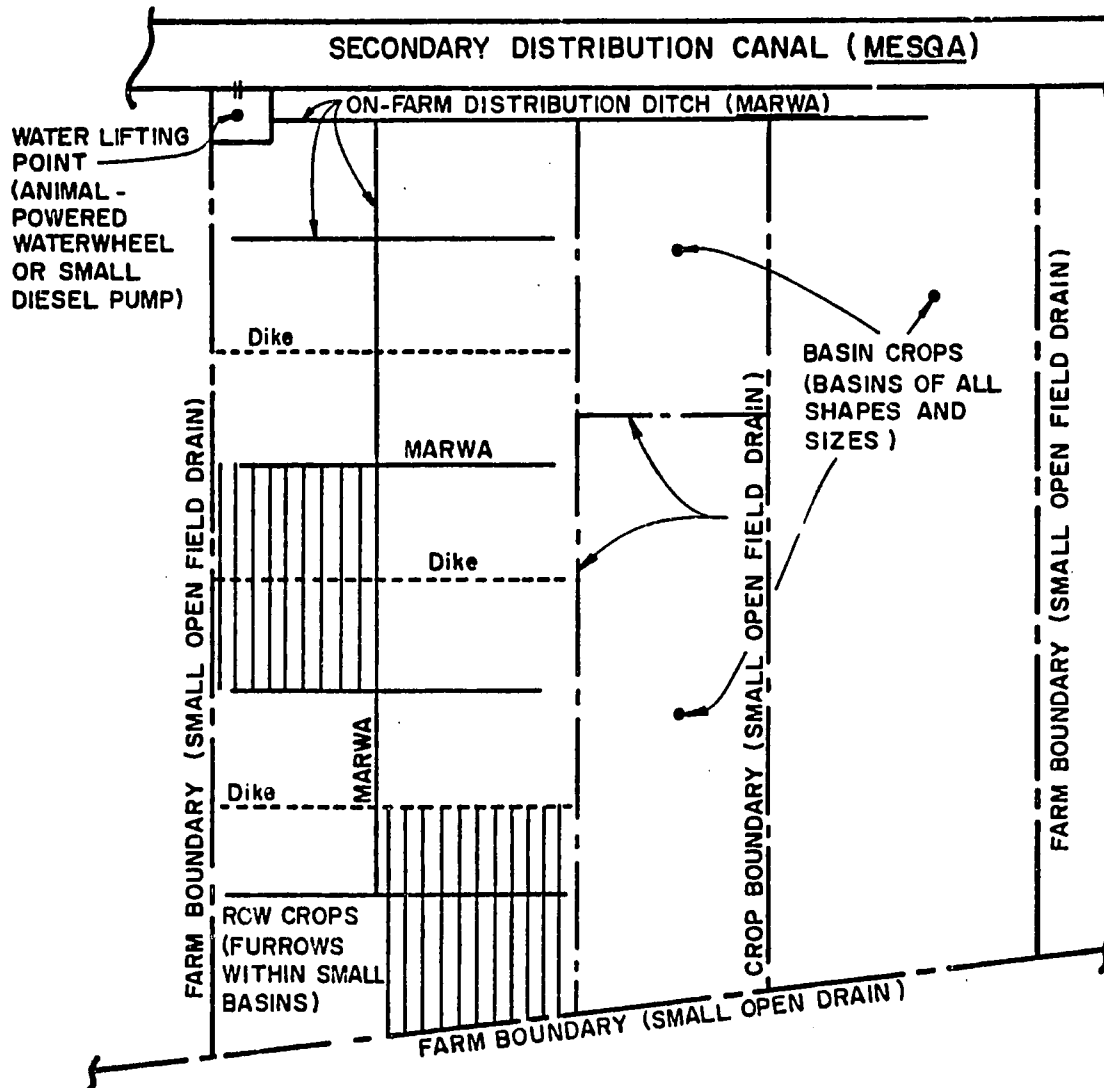 SECONDARY DISTRIBUTION CANAL (MESQA)
ON-FARM DISTRIBUTION DITCH (MARWA)
WATER LIFTING
POINT
(ANIMAL-
POWERED
WATERWHEEL
OR SMALL
DIESEL PUMP)
Dike
BASIN CROPS
(BASINS OF ALL
SHAPES AND
SIZES)
MARWA
Dike
FARM BOUNDARY (SMALL OPEN FIELD DRAIN)
MARWA
CROP BOUNDARY (SMALL OPEN FIELD DRAIN)
FARM BOUNDARY (SMALL OPEN FIELD DRAIN)
Dike
RCW CROPS
(FURROWS
WITHIN SMALL
BASINS)
FARM BOUNDARY (SMALL OPEN DRAIN)